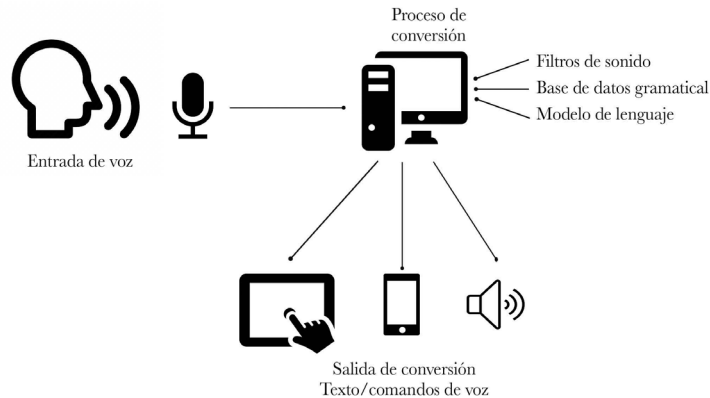 Proceso de
conversión
Filtros de sonido
Base de datos gramatical
Modelo de lenguaje
Entrada de voz
Salida de conversión
Texto/comandos de voz